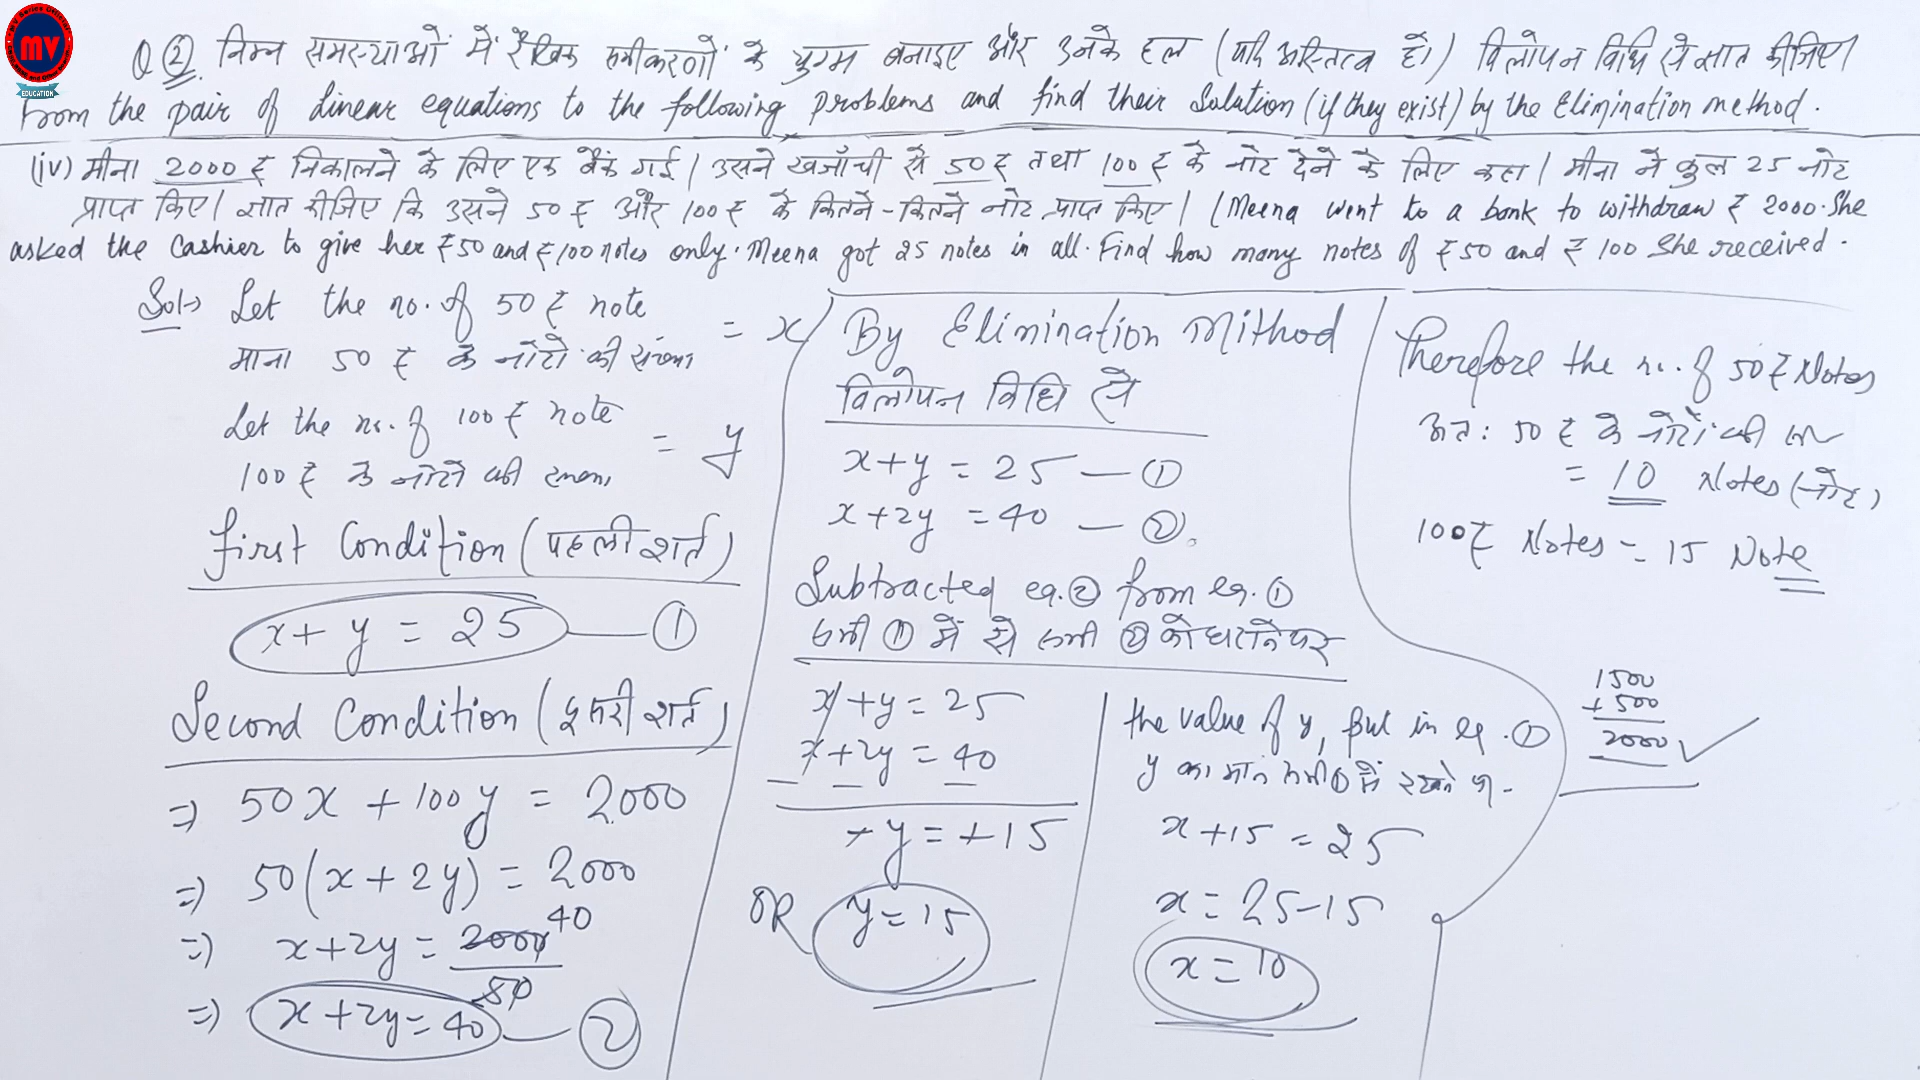 mv
EDUCATION
Q ②. निम्न समस्याओं में रैखिक समीकरणों के युग्म बनाइए और उनके हल (यदि अस्तित्व हो) विलोपन विधि से ज्ञात कीजिए।
From the pair of Linear equations to the following problems and find their Solution (if they exist) by the Elimination method.
(iv) मीना 2000 ₹ निकालने के लिए एक बैंक गई। उसने खजाँची से 50 ₹ तथा 100 ₹ के नोट देने के लिए कहा। मीना ने कुल 25 नोट
प्राप्त किए। ज्ञात कीजिए कि उसने 50 ₹ और 100 ₹ के कितने-कितने नोट प्राप्त किए। (Meena went to a bank to withdraw ₹ 2000. She
asked the Cashier to give her ₹50 and ₹100 notes only. Meena got 25 notes in all. Find how many notes of ₹50 and ₹ 100 She received.
Sol→ Let the no. of 50 ₹ note
माना 50 ₹ के नोटो की संख्या = x
Let the no. of 100 ₹ note
100 ₹ के नोटो की = y
first Condition (पहली शर्त)
x + y = 25 — ①
Second Condition (दूसरी शर्त)
⇒ 50x + 100y = 2000
⇒ 50(x + 2y) = 2000
⇒ x + 2y = 2000/50 40
⇒ x + 2y = 40 — ②
By Elimination Mithod
विलोपन विधि से
x + y = 25 — ①
x + 2y = 40 — ②.
Subtracted eq. ② from eq. ①
समी ① में से समी ② को घटाने पर
x + y = 25
x + 2y = 40
— — —
+ y = + 15
OR y = 15
the value of y, put in eq. ①
y का मान समी ① में रखने पर -
x + 15 = 25
x = 25 - 15
x = 10
Therefore the no. of 50 ₹ Notes
अत: 50 ₹ के नोटों की
= 10 Notes (नोट)
100 ₹ Notes = 15 Note
1500
+ 500
2000 ✓